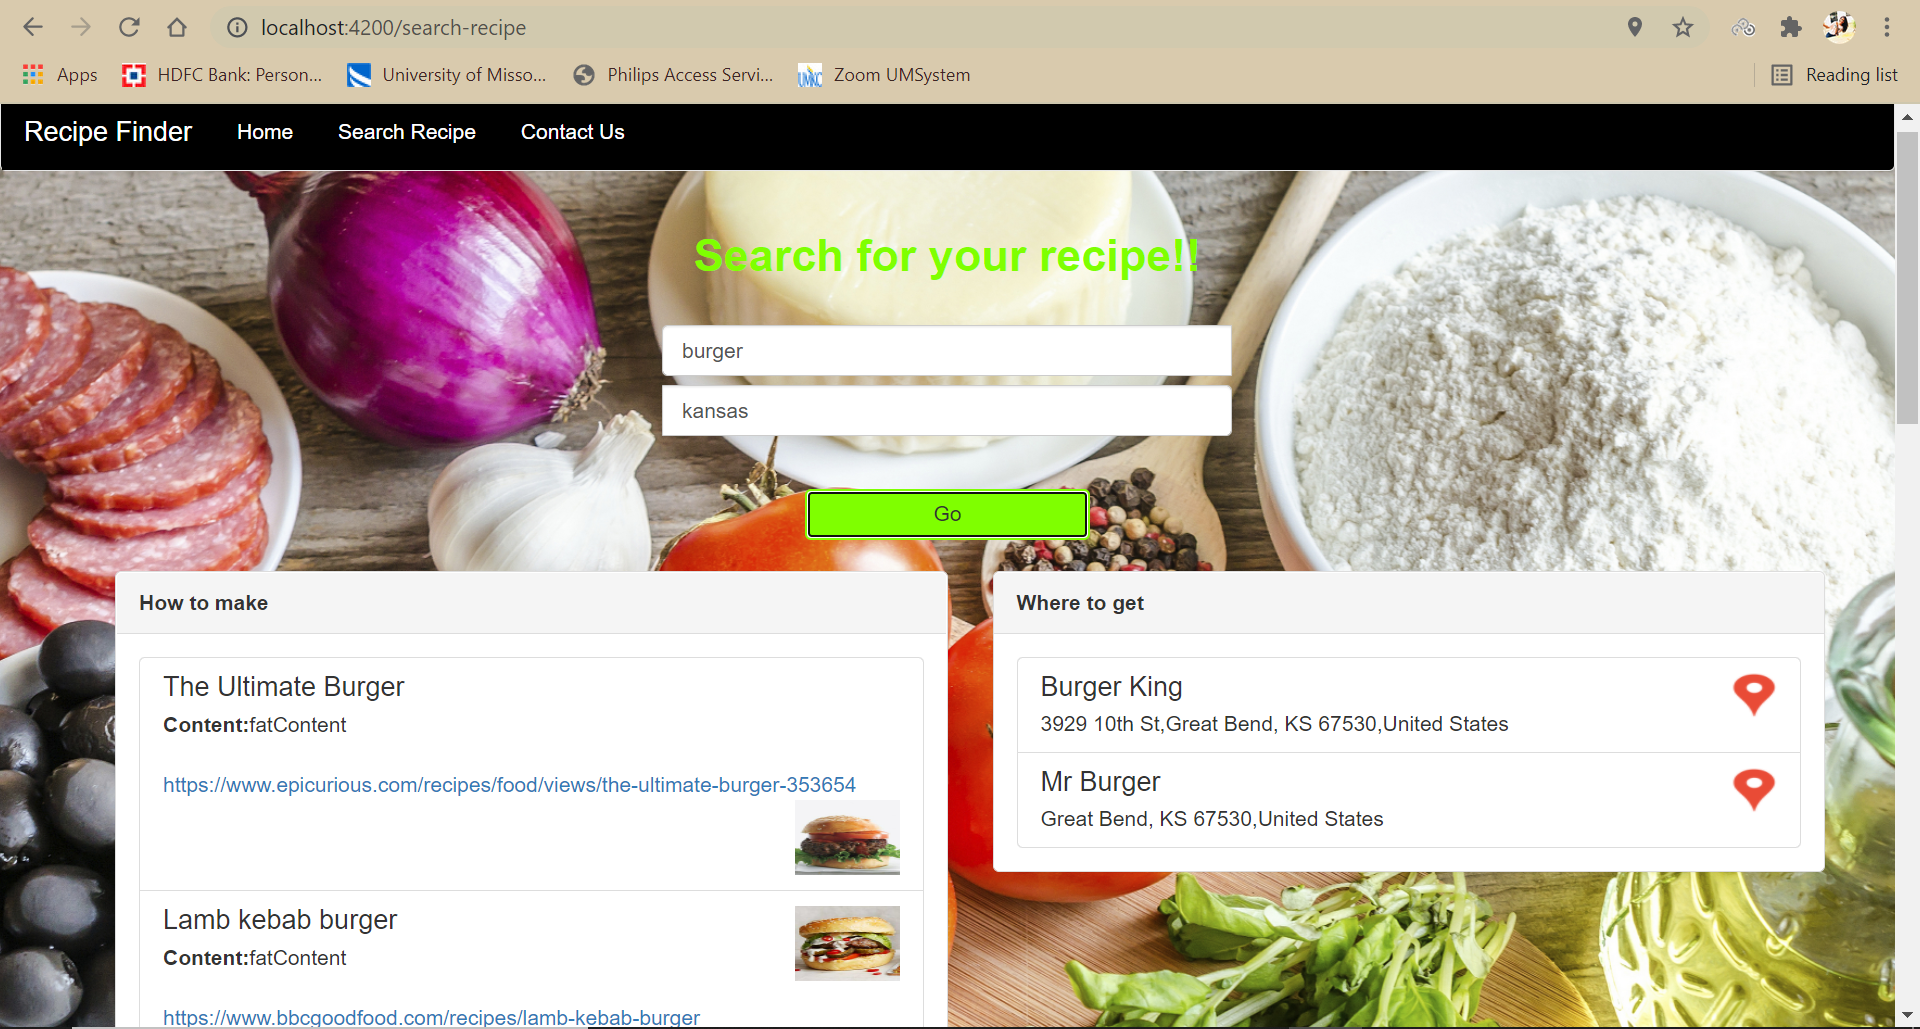 localhost:4200/search-recipe
Apps HDFC Bank: Person... University of Misso... Philips Access Servi... Zoom UMSystem Reading list
Recipe Finder Home Search Recipe Contact Us
Search for your recipe!!
burger
kansas
Go
How to make
The Ultimate Burger
Content:fatContent
https://www.epicurious.com/recipes/food/views/the-ultimate-burger-353654
Lamb kebab burger
Content:fatContent
https://www.bbcgoodfood.com/recipes/lamb-kebab-burger
Where to get
Burger King
3929 10th St,Great Bend, KS 67530,United States
Mr Burger
Great Bend, KS 67530,United States